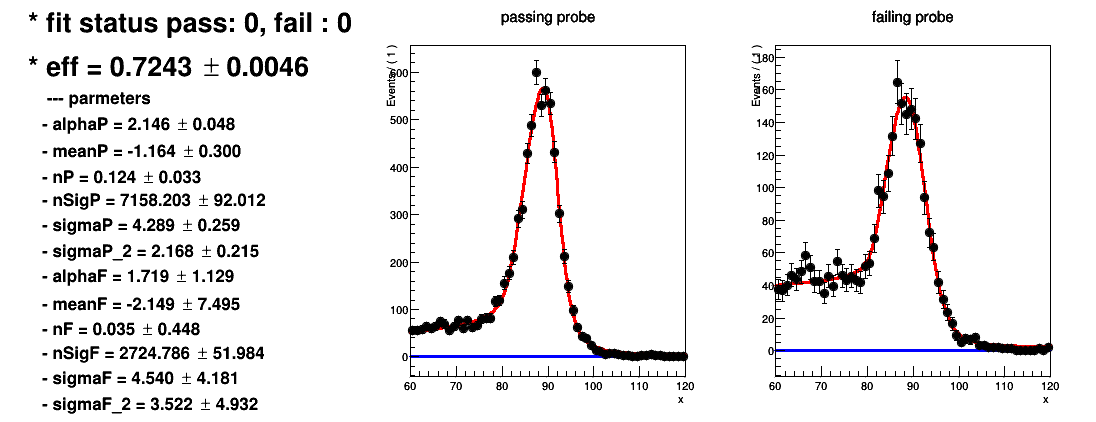 * fit status pass: 0, fail : 0
* eff = 0.7243 ± 0.0046
--- parmeters
- alphaP = 2.146 ± 0.048
- meanP = -1.164 ± 0.300
- nP = 0.124 ± 0.033
- nSigP = 7158.203 ± 92.012
- sigmaP = 4.289 ± 0.259
- sigmaP_2 = 2.168 ± 0.215
- alphaF = 1.719 ± 1.129
- meanF = -2.149 ± 7.495
- nF = 0.035 ± 0.448
- nSigF = 2724.786 ± 51.984
- sigmaF = 4.540 ± 4.181
- sigmaF_2 = 3.522 ± 4.932
passing probe
Events / ( 1 )
600
500
400
300
200
100
0
60 70 80 90 100 110 120
x
failing probe
Events / ( 1 )
180
160
140
120
100
80
60
40
20
0
60 70 80 90 100 110 120
x